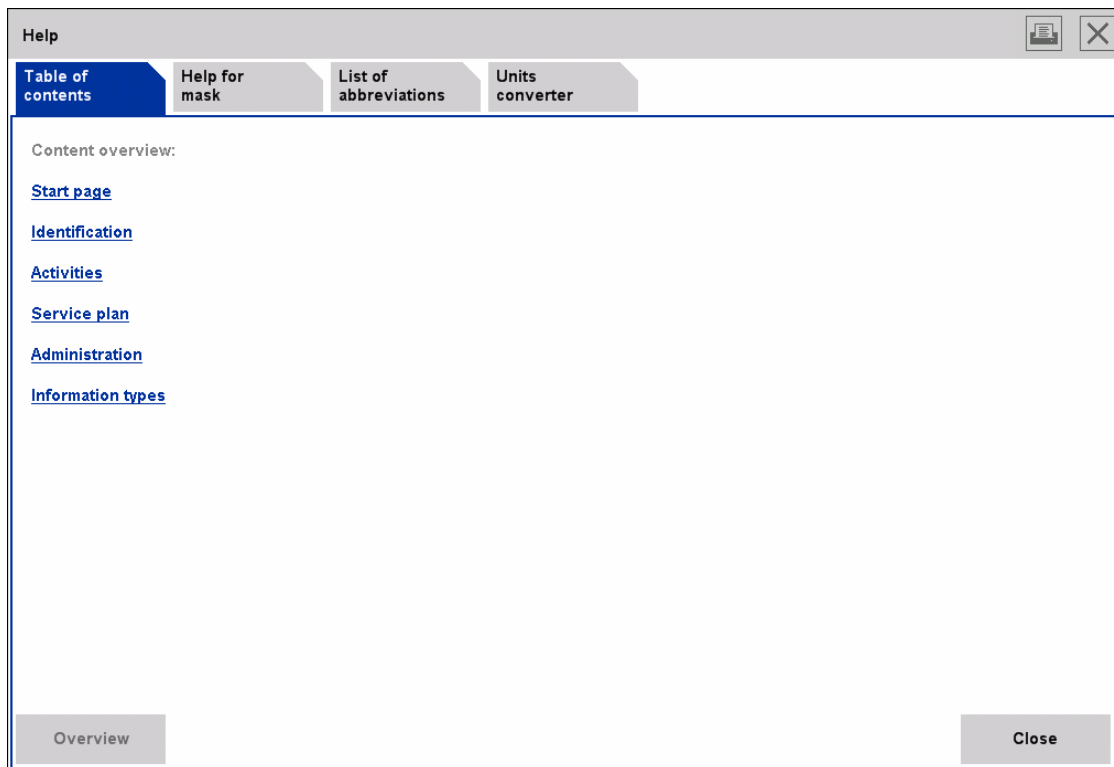 Help
Table of
contents
Help for
mask
List of
abbreviations
Units
converter
Content overview:
Start page
Identification
Activities
Service plan
Administration
Information types
Overview
Close